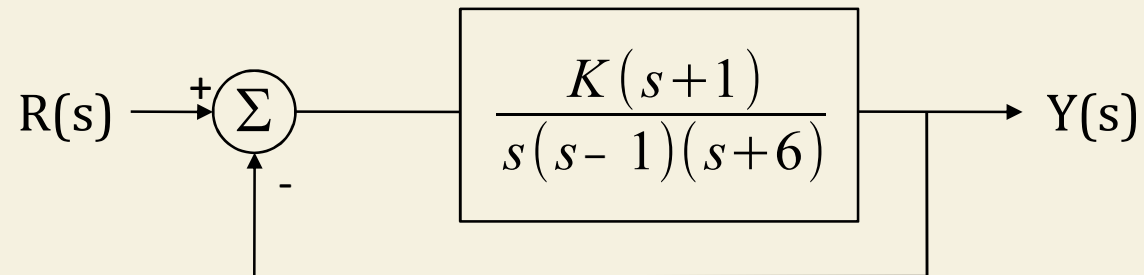 K(s+1)
R(s) + Σ Y(s)
s(s- 1)(s+6)
-